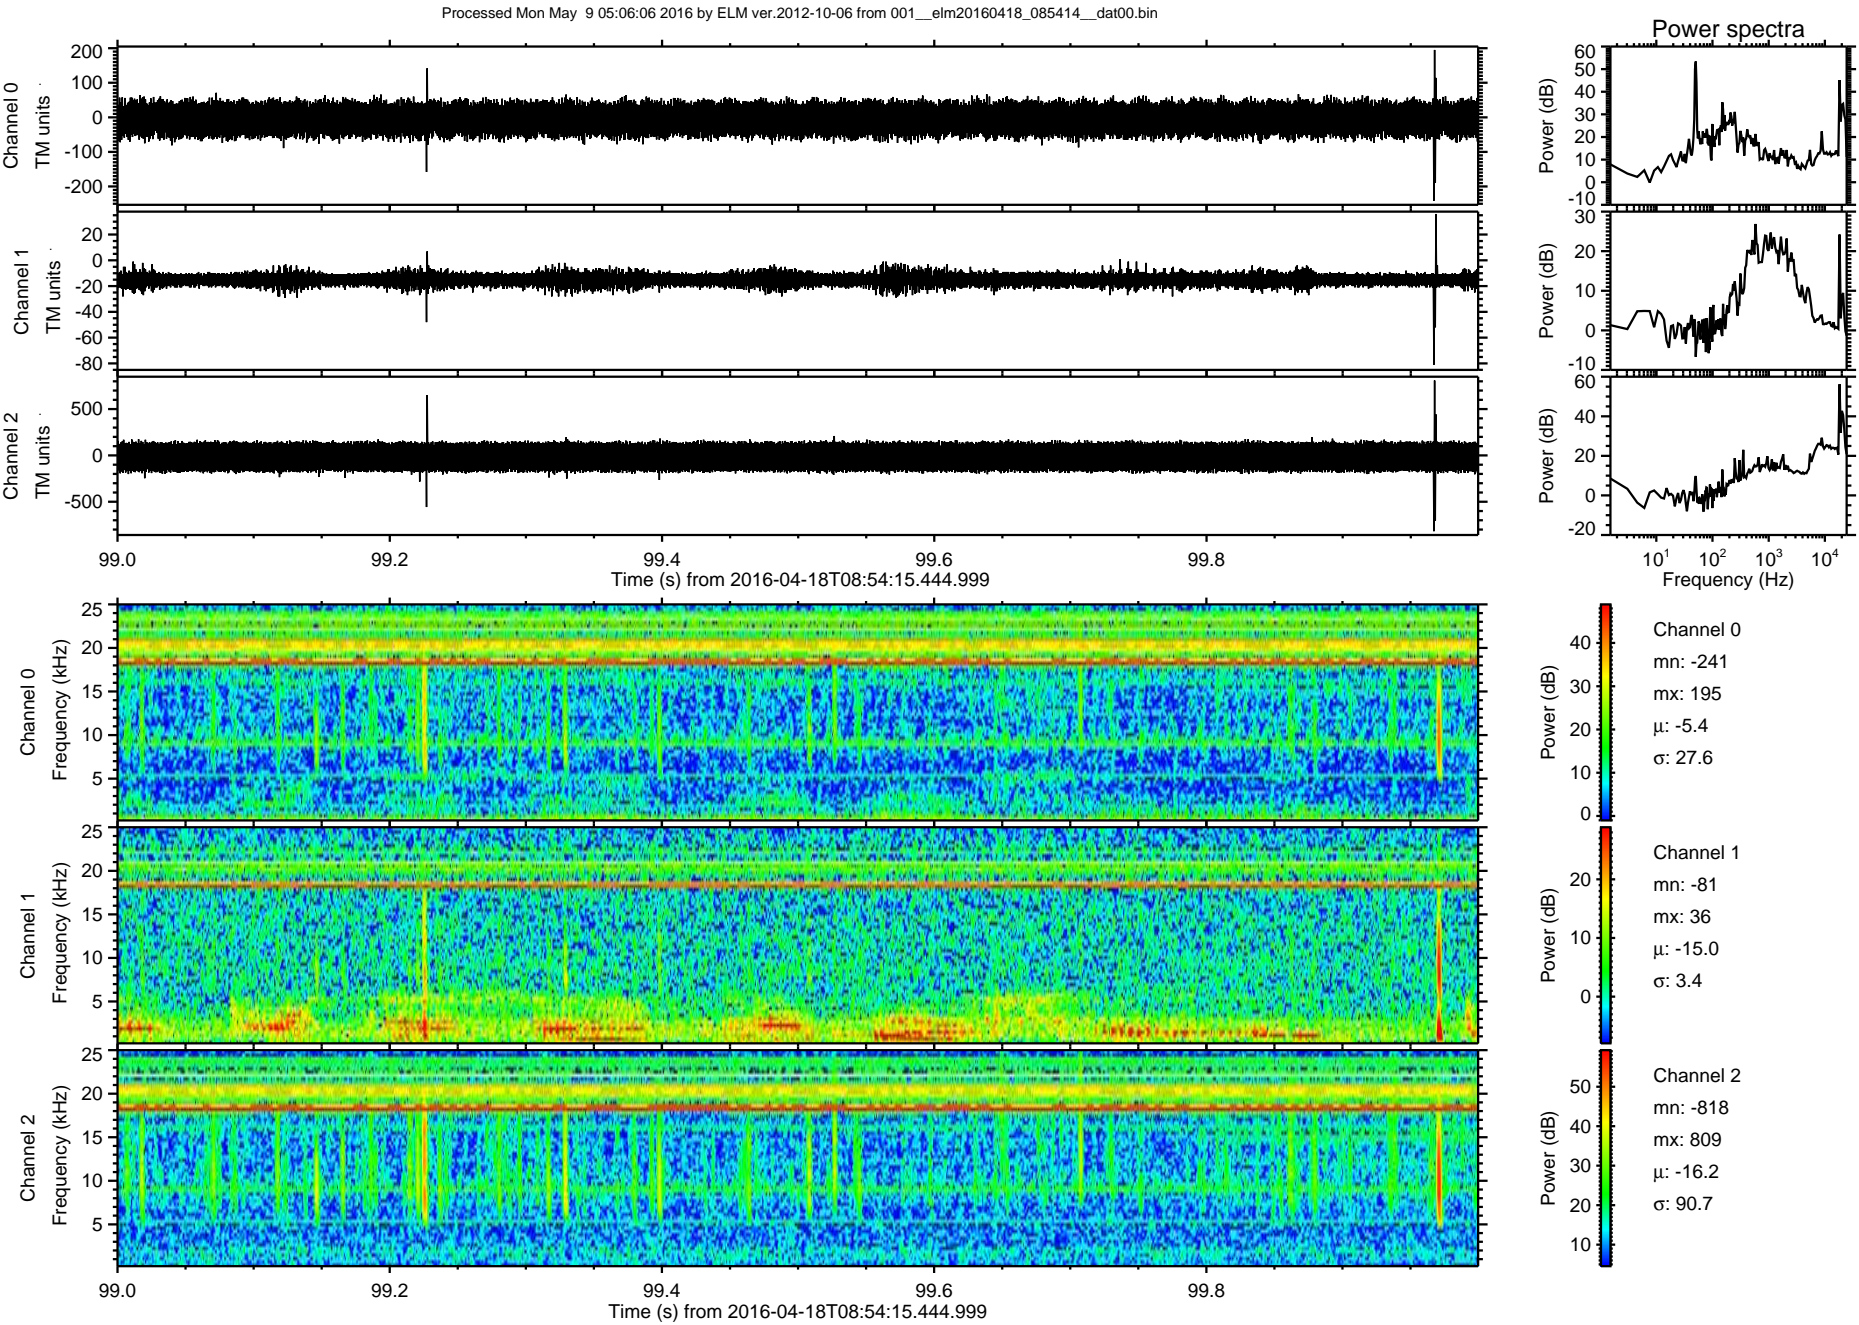 Processed Mon May  9 05:06:06 2016 by ELM ver.2012-10-06 from 001__elm20160418_085414__dat00.bin
Power spectra
Channel 0
TM units
200
100
0
-100
-200
Power (dB)
60
50
40
30
20
10
0
-10
Channel 1
TM units
20
0
-20
-40
-60
-80
Power (dB)
30
20
10
0
-10
Channel 2
TM units
500
0
-500
Power (dB)
60
40
20
0
-20
99.0 99.2 99.4 99.6 99.8
Time (s) from 2016-04-18T08:54:15.444.999
10¹ 10² 10³ 10⁴
Frequency (Hz)
Channel 0
Frequency (kHz)
25
20
15
10
5
Power (dB)
40
30
20
10
0
Channel 0
mn: -241
mx: 195
μ: -5.4
σ: 27.6
Channel 1
Frequency (kHz)
25
20
15
10
5
Power (dB)
20
10
0
Channel 1
mn: -81
mx: 36
μ: -15.0
σ: 3.4
Channel 2
Frequency (kHz)
25
20
15
10
5
Power (dB)
50
40
30
20
10
Channel 2
mn: -818
mx: 809
μ: -16.2
σ: 90.7
99.0 99.2 99.4 99.6 99.8
Time (s) from 2016-04-18T08:54:15.444.999